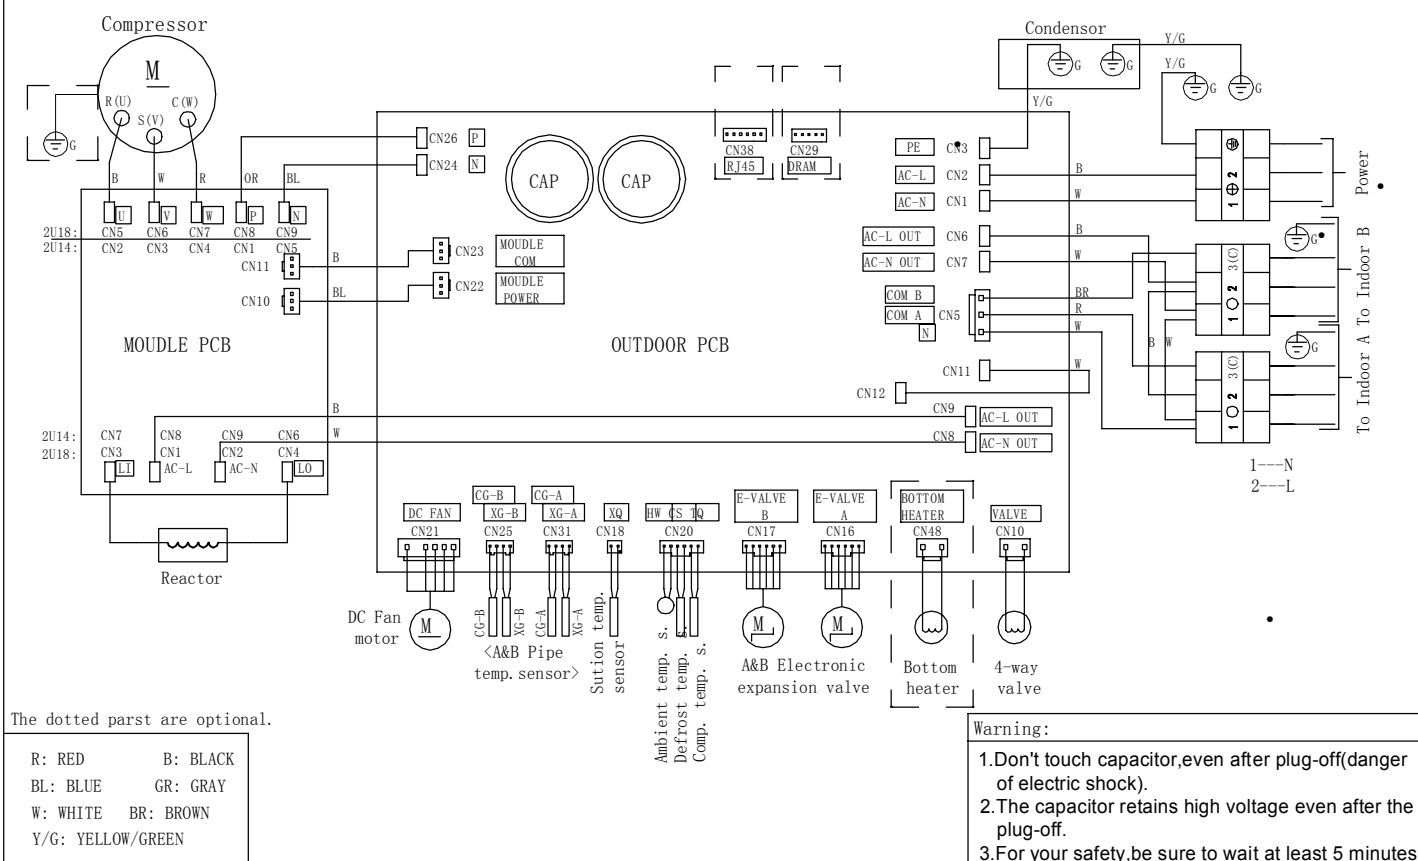 Compressor
M
R(U)
C(W)
S(V)
G
B
W
R
OR
BL
U
V
W
P
N
2U18:
CN5
CN6
CN7
CN8
CN9
2U14:
CN2
CN3
CN4
CN1
CN5
CN11
B
CN10
BL
MOUDLE PCB
CN26
P
CN24
N
CAP
CAP
CN23
MOUDLE
COM
CN22
MOUDLE
POWER
CN38
RJ45
CN29
DRAM
OUTDOOR PCB
Condensor
G
G
Y/G
Y/G
Y/G
G
G
PE
CN3
AC-L
CN2
B
AC-N
CN1
W
AC-L OUT
CN6
B
AC-N OUT
CN7
W
COM B
BR
COM A
CN5
R
N
W
B
W
CN11
W
CN12
CN9
AC-L OUT
CN8
AC-N OUT
1
2
Power
1
2
3(C)
G
To Indoor B
1
2
3(C)
G
To Indoor A
1---N
2---L
B
W
2U14:
CN7
CN8
CN9
CN6
2U18:
CN3
CN1
CN2
CN4
LI
AC-L
AC-N
LO
Reactor
DC FAN
CN21
DC Fan
motor
M
CG-B
XG-B
CN25
CG-A
XG-A
CN31
CG-B
XG-B
CG-A
XG-A
<A&B Pipe
temp.sensor>
XQ
CN18
Sution temp.
sensor
HW CS TQ
CN20
Ambient temp. s.
Defrost temp. s.
Comp. temp. s.
E-VALVE
B
CN17
E-VALVE
A
CN16
M
M
A&B Electronic
expansion valve
BOTTOM
HEATER
CN48
Bottom
heater
VALVE
CN10
4-way
valve
The dotted parst are optional.
R: RED B: BLACK
BL: BLUE GR: GRAY
W: WHITE BR: BROWN
Y/G: YELLOW/GREEN
Warning:
1.Don't touch capacitor,even after plug-off(danger
of electric shock).
2.The capacitor retains high voltage even after the
plug-off.
3.For your safety,be sure to wait at least 5 minutes